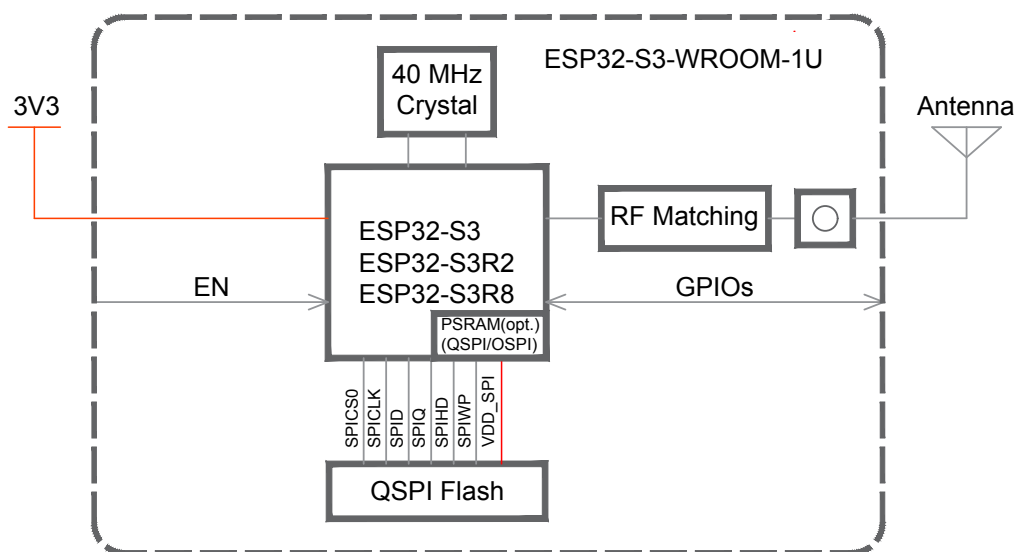 ESP32-S3-WROOM-1U
40 MHz
Crystal
3V3
Antenna
RF Matching
ESP32-S3
ESP32-S3R2
ESP32-S3R8
EN
GPIOs
PSRAM(opt.)
(QSPI/OSPI)
SPICS0
SPICLK
SPID
SPIQ
SPIHD
SPIWP
VDD_SPI
QSPI Flash